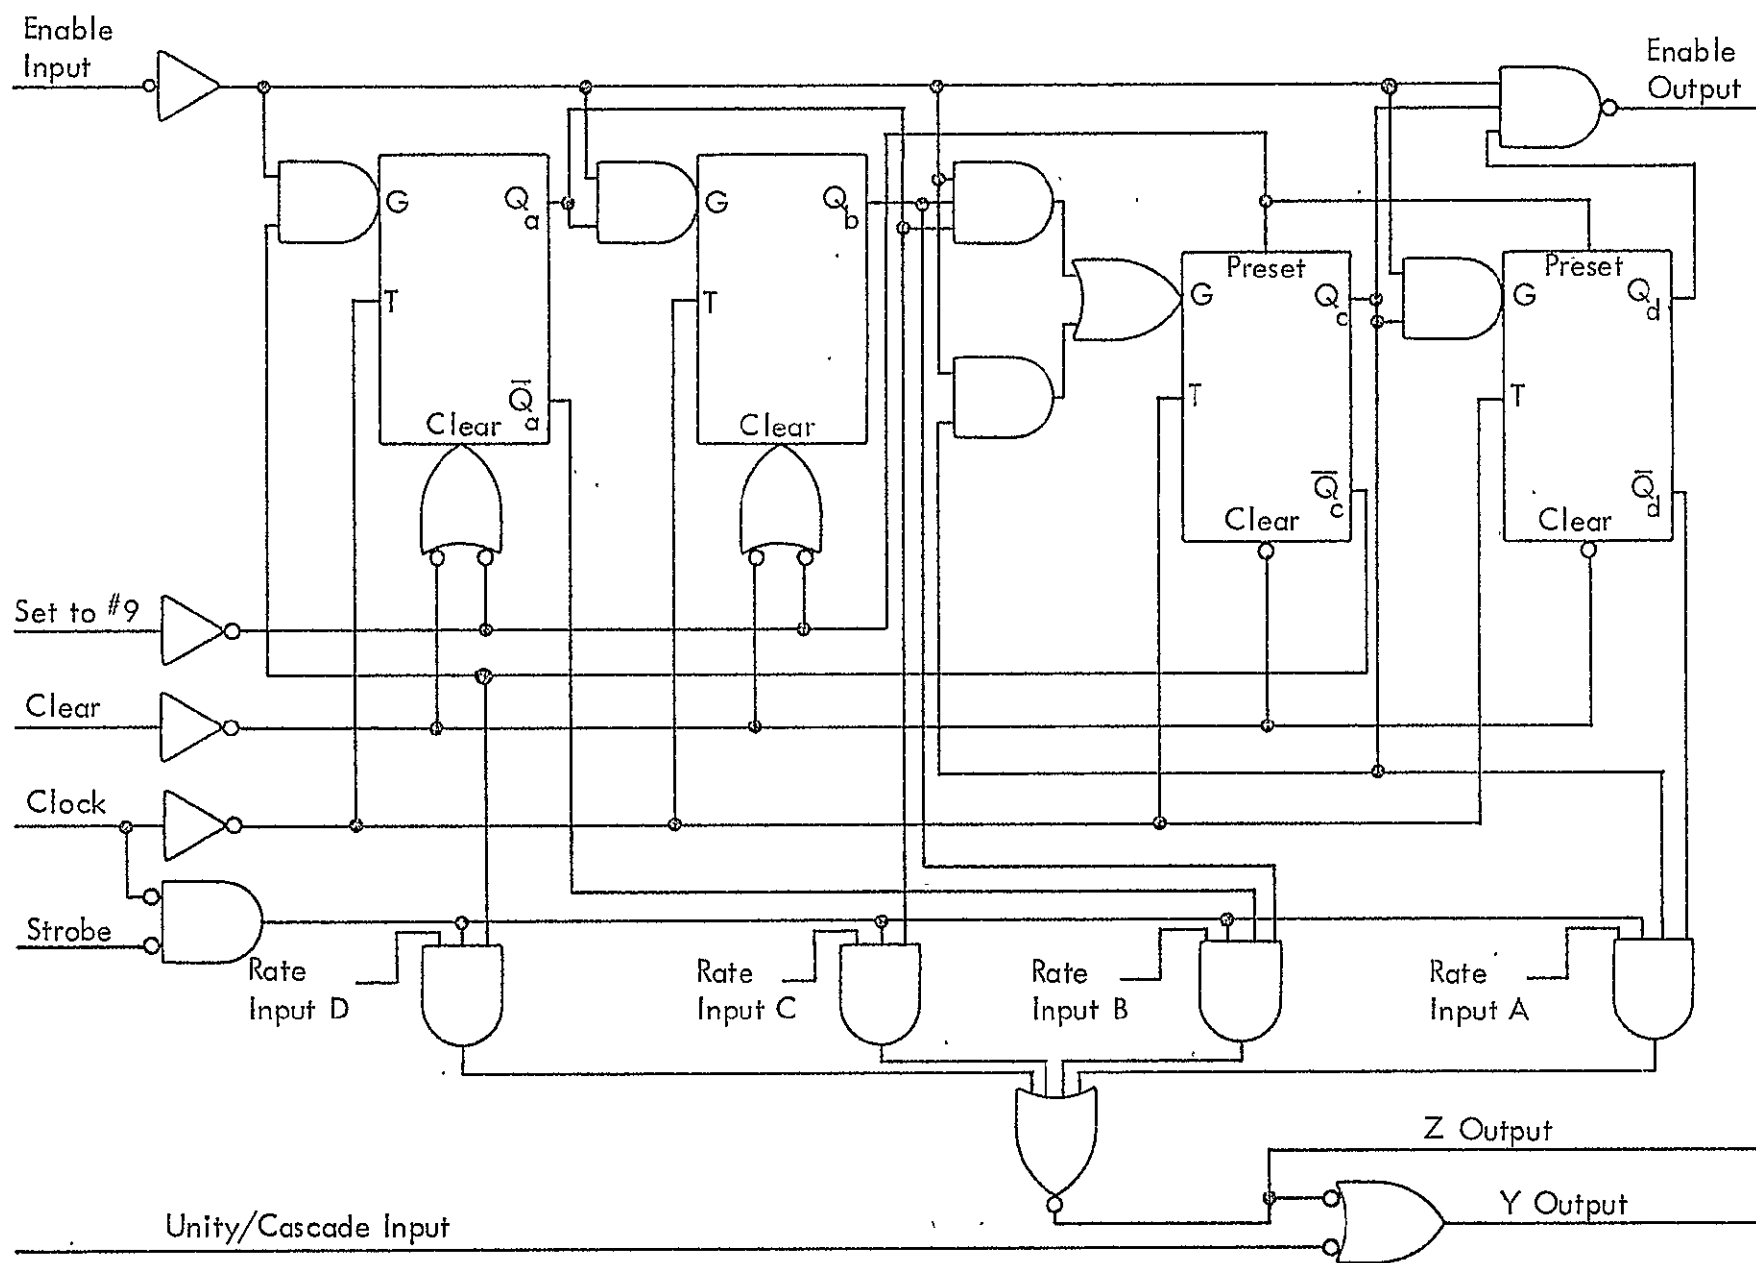 Enable
Input
Enable
Output
G
Q
a
G
Q
b
Preset
Preset
G
Q
c
G
Q
d
T
T
T
T
Q̅
a
Clear
Clear
Q̅
c
Q̅
d
Clear
Clear
Set to #9
Clear
Clock
Strobe
Rate
Input D
Rate
Input C
Rate
Input B
Rate
Input A
Z Output
Y Output
Unity/Cascade Input